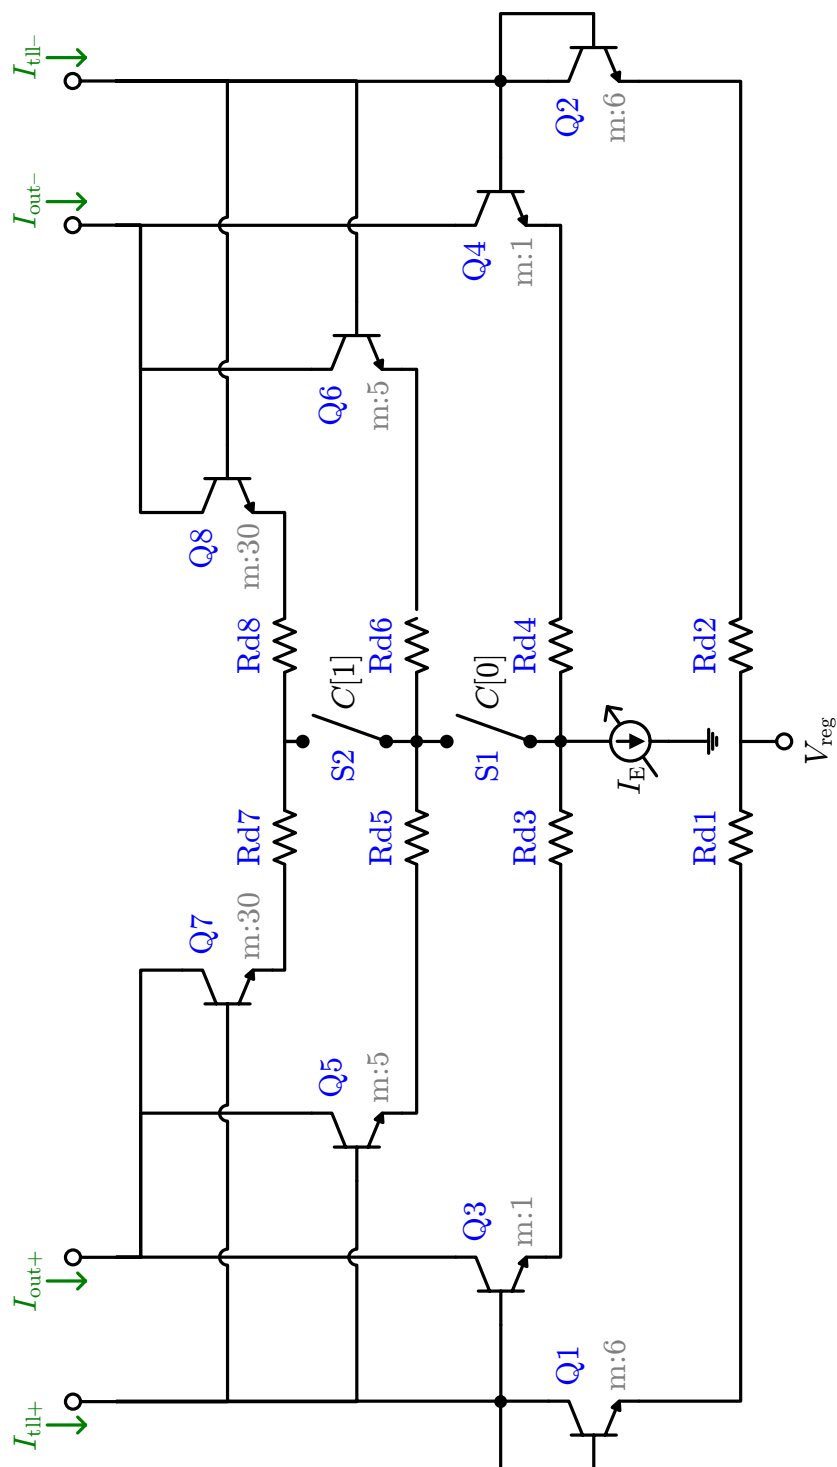 I_tll−
I_out−
Q2
m:6
Q4
m:1
Q6
m:5
Q8
m:30
Rd8
Rd6
Rd4
Rd2
C[1]
C[0]
S2
S1
I_E
V_reg
Rd7
Rd5
Rd3
Rd1
Q7
m:30
Q5
m:5
Q3
m:1
Q1
m:6
I_out+
I_tll+